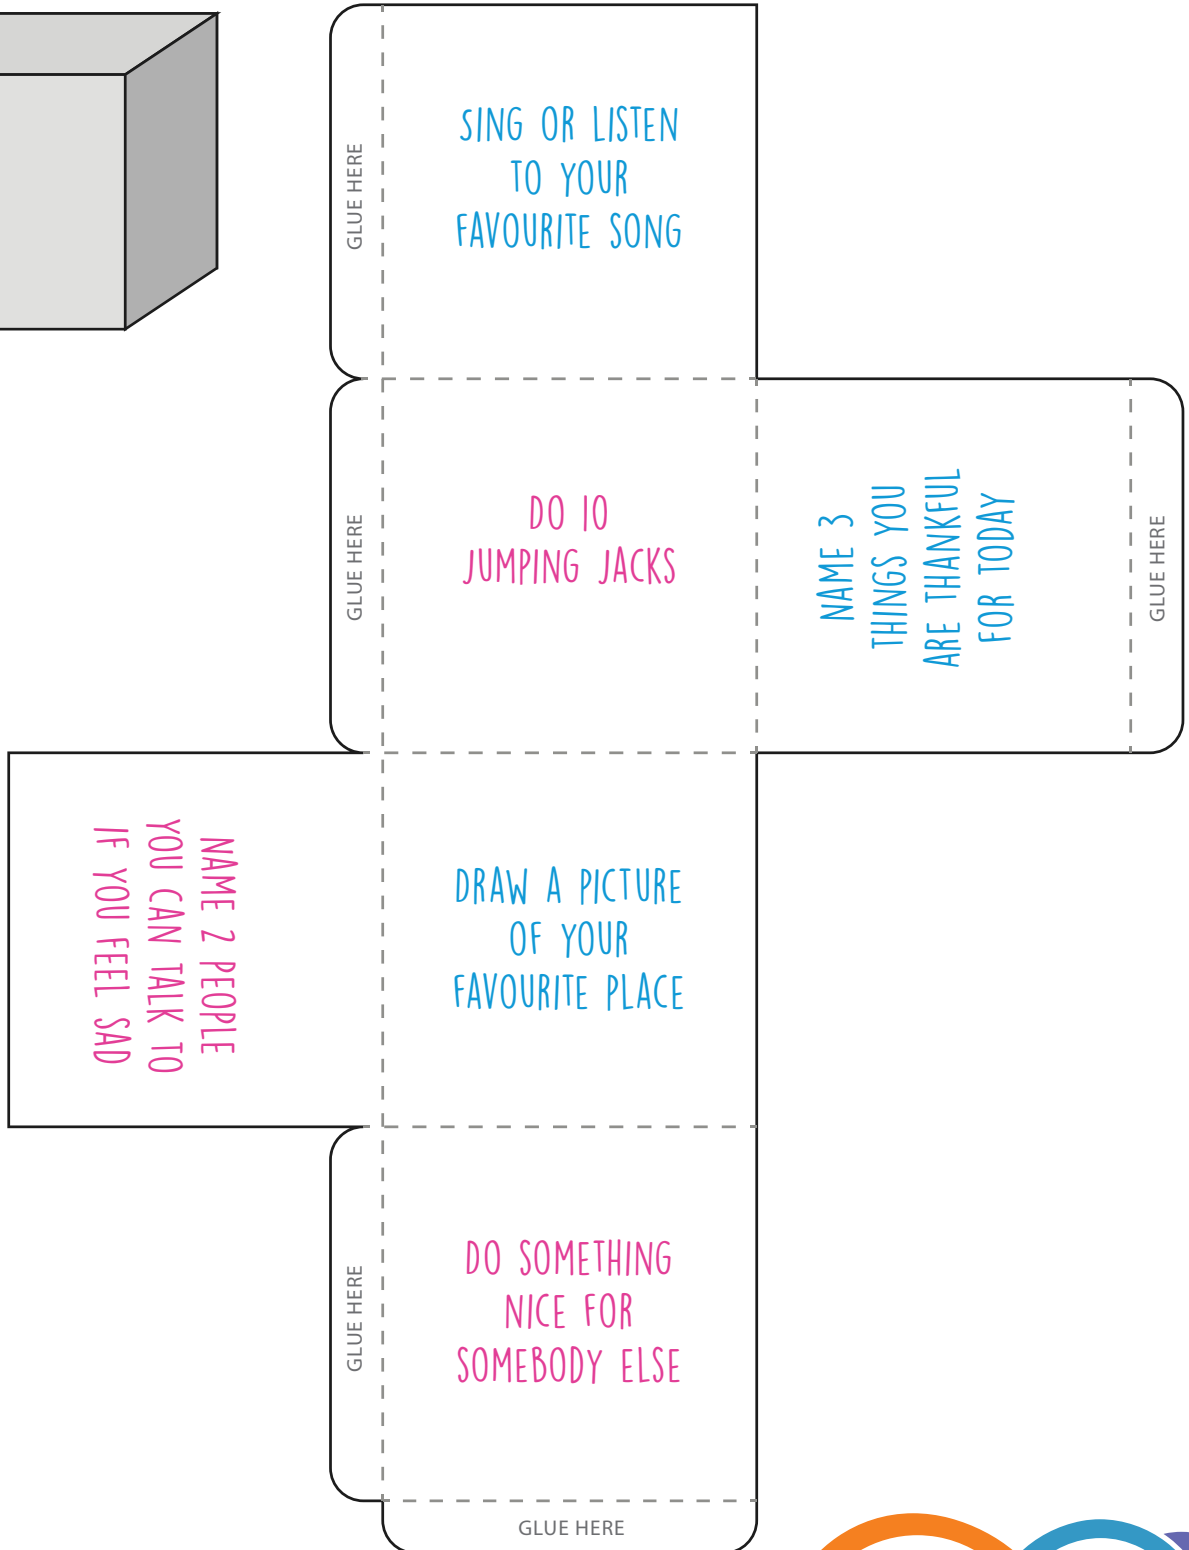 GLUE HERE
SING OR LISTEN
TO YOUR
FAVOURITE SONG
GLUE HERE
DO 10
JUMPING JACKS
NAME 3
THINGS YOU
ARE THANKFUL
FOR TODAY
GLUE HERE
NAME 2 PEOPLE
YOU CAN TALK TO
IF YOU FEEL SAD
DRAW A PICTURE
OF YOUR
FAVOURITE PLACE
GLUE HERE
DO SOMETHING
NICE FOR
SOMEBODY ELSE
GLUE HERE